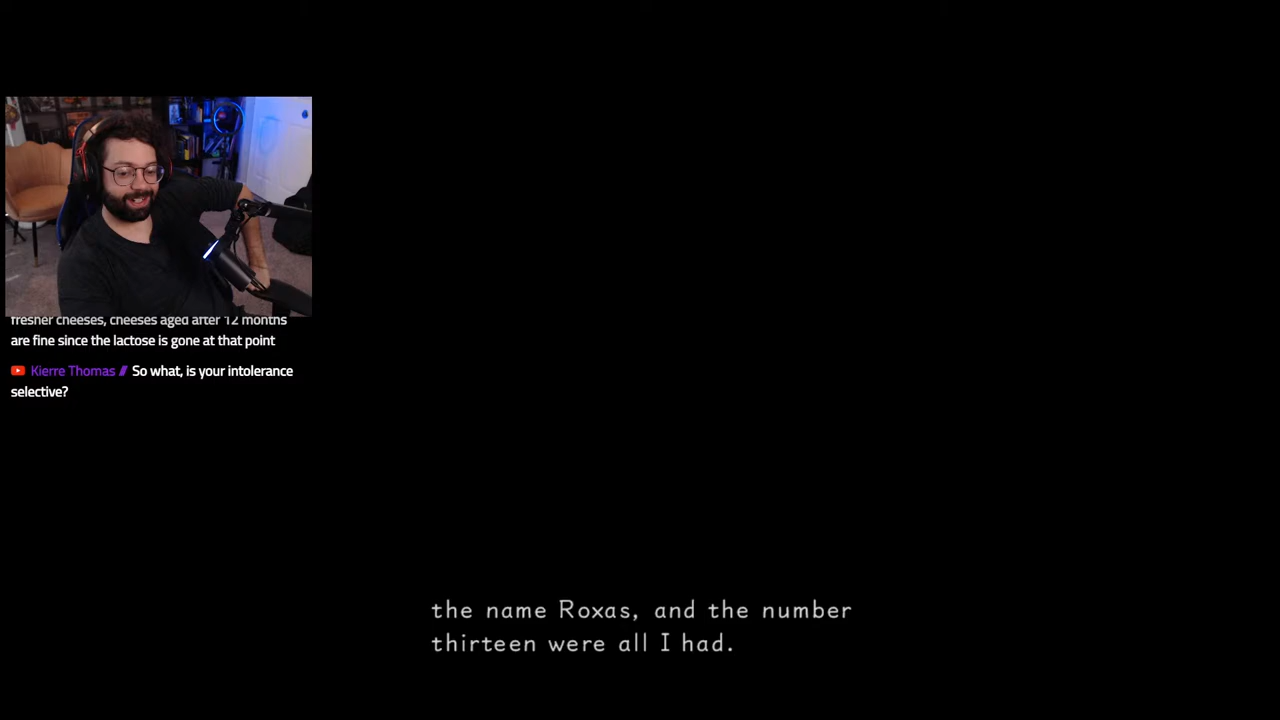 fresher cheeses, cheeses aged after 12 months
are fine since the lactose is gone at that point
Kierre Thomas // So what, is your intolerance
selective?
the name Roxas, and the number
thirteen were all I had.